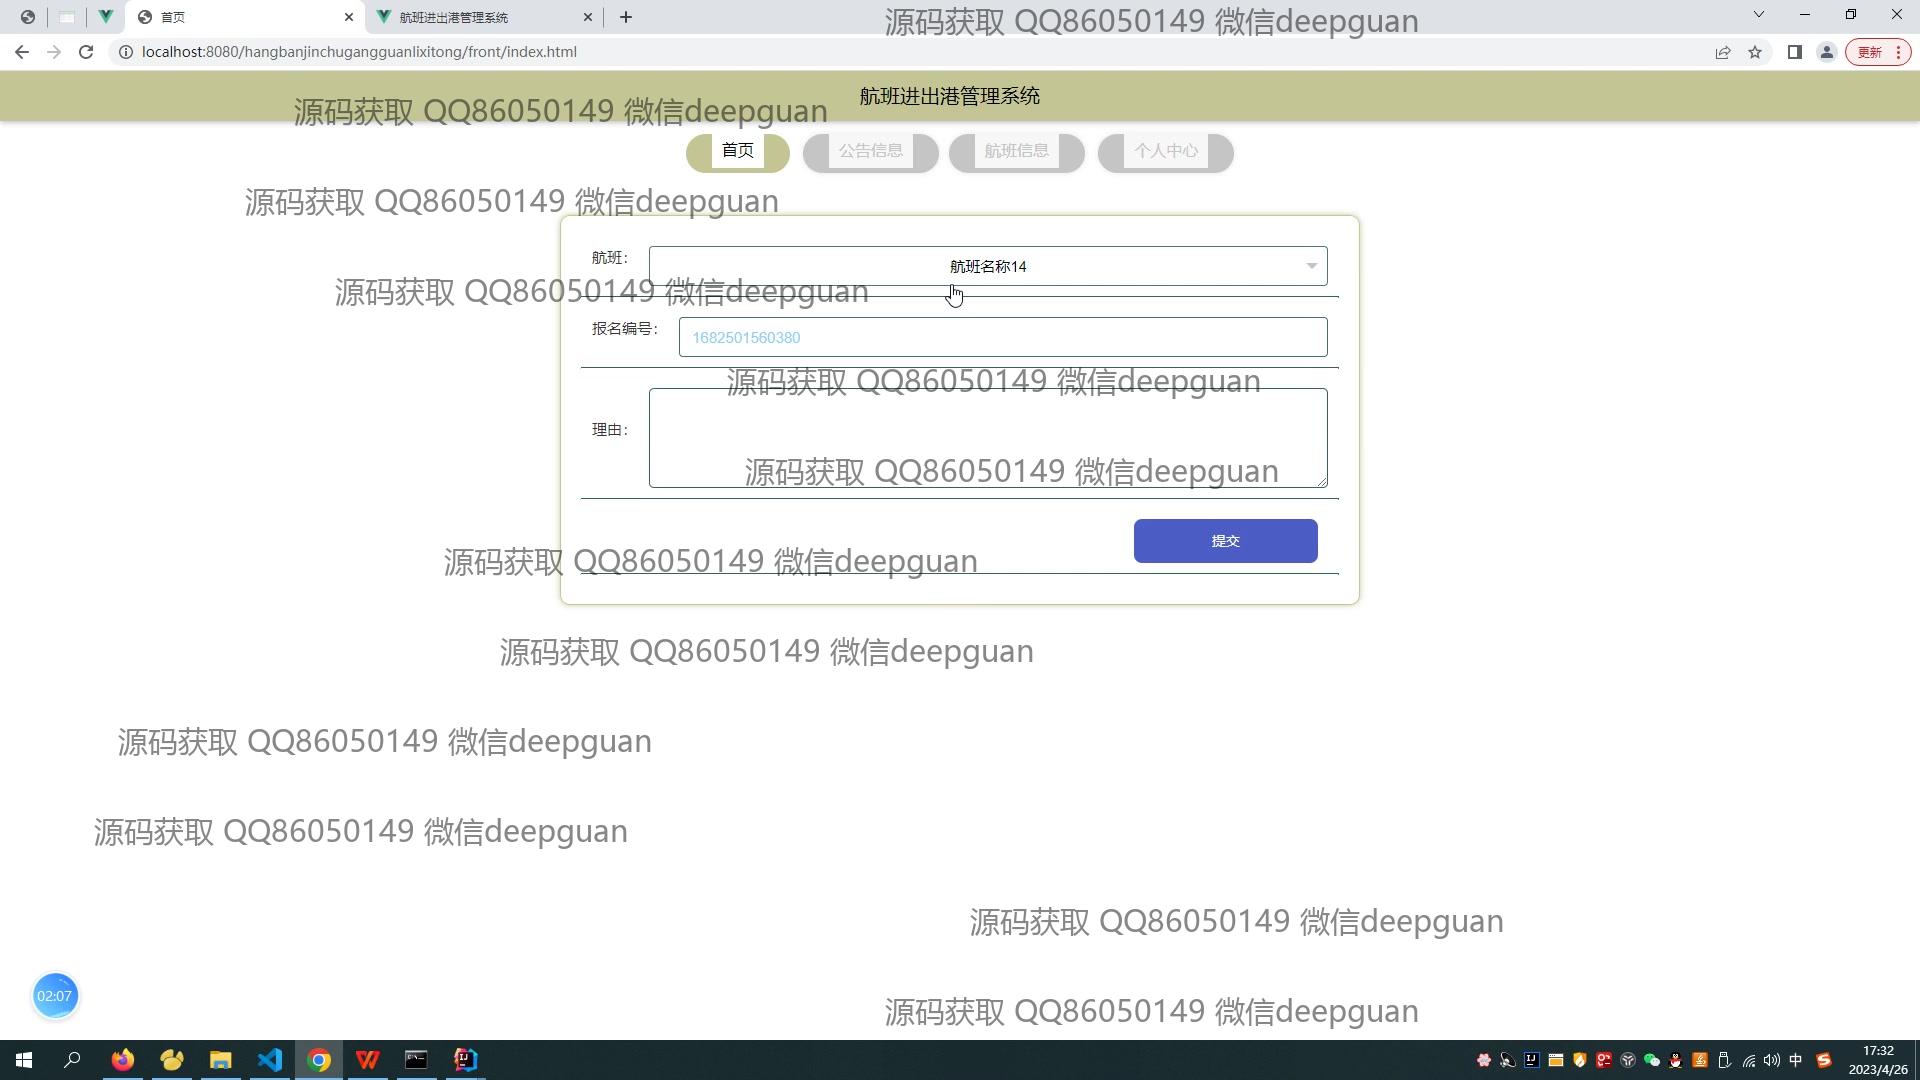 首页
航班进出港管理系统
源码获取 QQ86050149 微信deepguan
localhost:8080/hangbanjinchugangguanlixitong/front/index.html
更新
航班进出港管理系统
源码获取 QQ86050149 微信deepguan
首页
公告信息
航班信息
个人中心
源码获取 QQ86050149 微信deepguan
航班:
航班名称14
源码获取 QQ86050149 微信deepguan
报名编号:
1682501560380
源码获取 QQ86050149 微信deepguan
理由:
源码获取 QQ86050149 微信deepguan
提交
源码获取 QQ86050149 微信deepguan
源码获取 QQ86050149 微信deepguan
源码获取 QQ86050149 微信deepguan
源码获取 QQ86050149 微信deepguan
源码获取 QQ86050149 微信deepguan
02:07
源码获取 QQ86050149 微信deepguan
中
17:32
2023/4/26